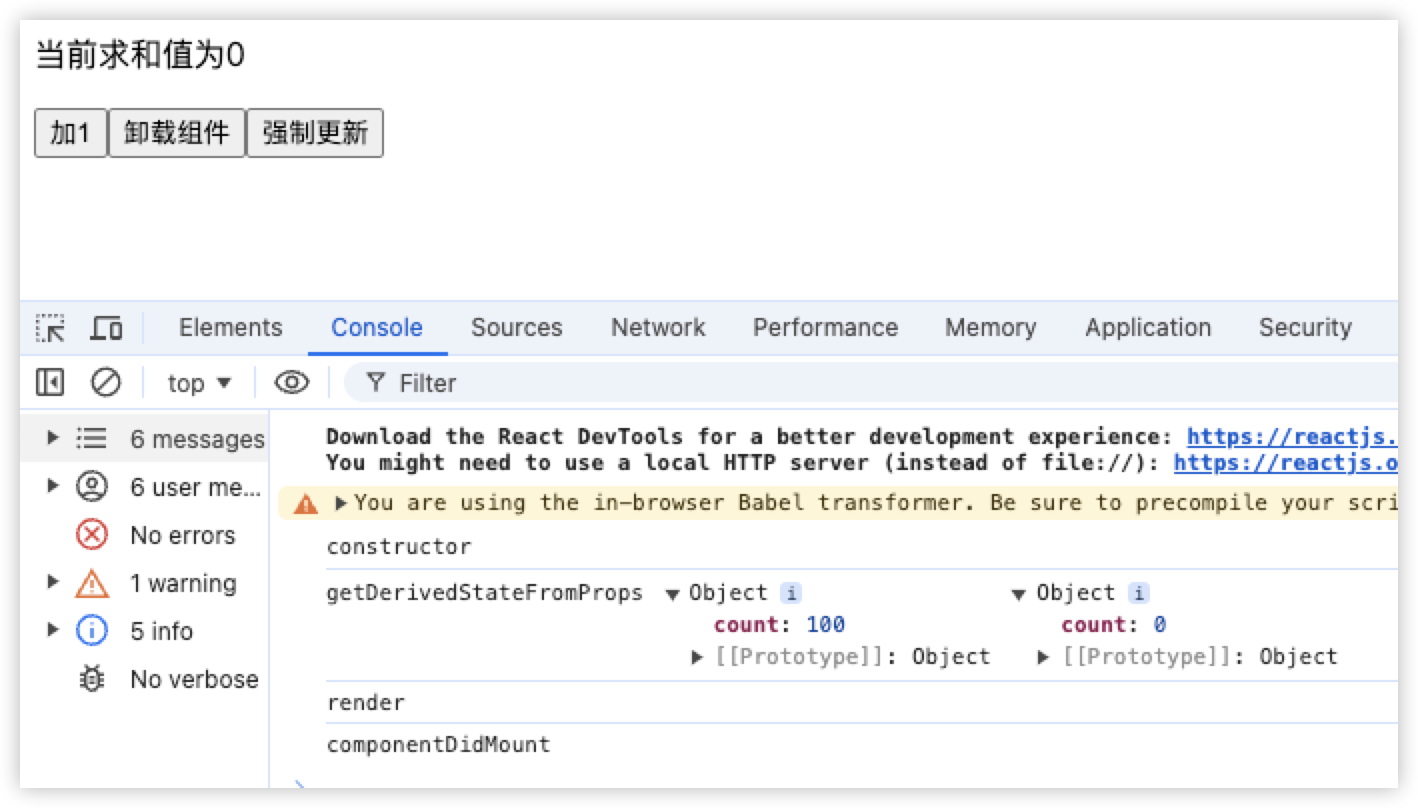 当前求和值为0
加1 卸载组件 强制更新
Elements Console Sources Network Performance Memory Application Security
top ▼ Filter
6 messages
6 user me...
No errors
1 warning
5 info
No verbose
Download the React DevTools for a better development experience: https://reactjs.
You might need to use a local HTTP server (instead of file://): https://reactjs.o
You are using the in-browser Babel transformer. Be sure to precompile your scri
constructor
getDerivedStateFromProps ▼ Object i ▼ Object i
count: 100 count: 0
▶ [[Prototype]]: Object ▶ [[Prototype]]: Object
render
componentDidMount